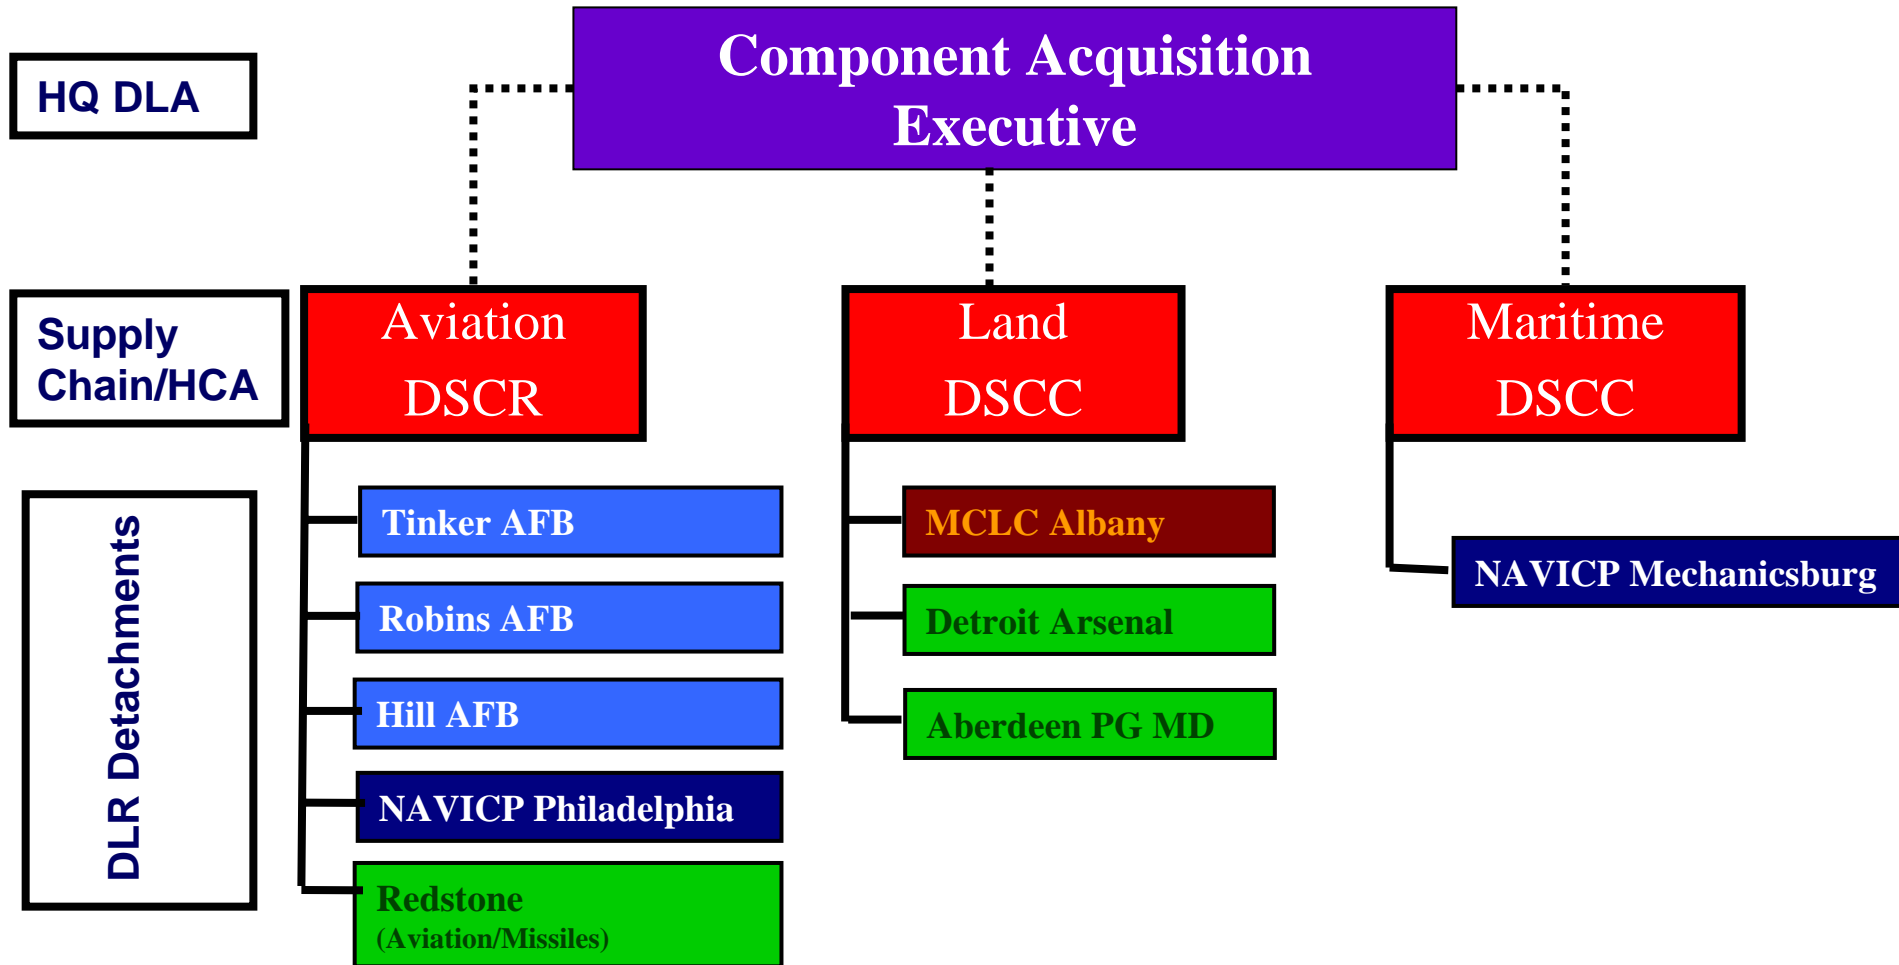 HQ DLA
Component Acquisition
Executive
Supply
Chain/HCA
Aviation
DSCR
Land
DSCC
Maritime
DSCC
DLR Detachments
Tinker AFB
Robins AFB
Hill AFB
NAVICP Philadelphia
Redstone
(Aviation/Missiles)
MCLC Albany
Detroit Arsenal
Aberdeen PG MD
NAVICP Mechanicsburg